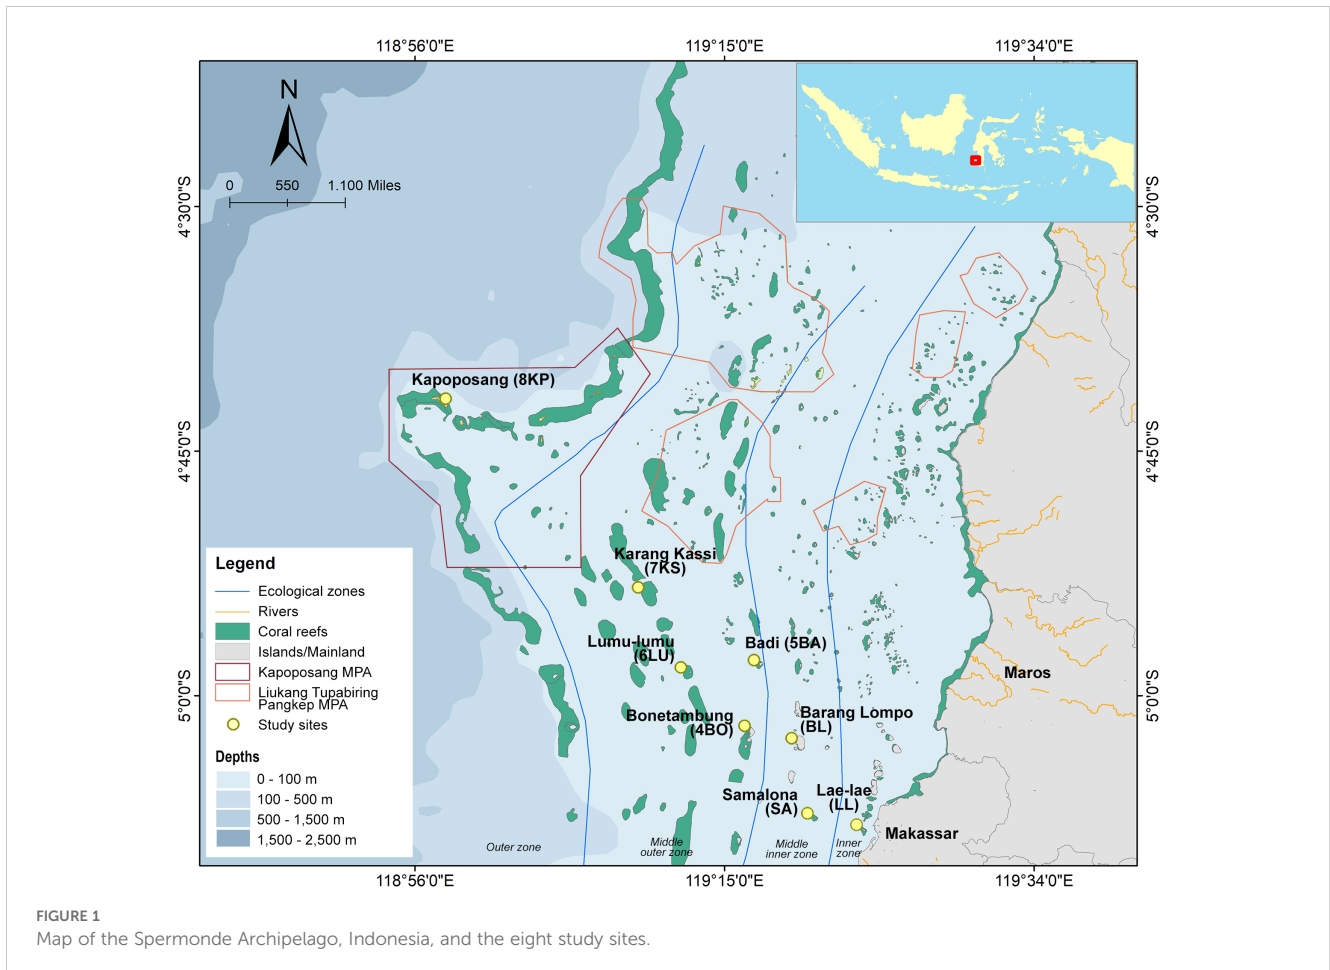 118°56'0"E
119°15'0"E
119°34'0"E
N
0 550 1.100 Miles
4°30'0"S
4°30'0"S
Kapoposang (8KP)
4°45'0"S
4°45'0"S
Karang Kassi
(7KS)
Lumu-lumu
(6LU)
Badi (5BA)
Maros
5°0'0"S
5°0'0"S
Bonetambung
(4BO)
Barang Lompo
(BL)
Samalona
(SA)
Lae-lae
(LL)
Makassar
Outer zone
Middle
outer zone
Middle
inner zone
Inner
zone
Legend
Ecological zones
Rivers
Coral reefs
Islands/Mainland
Kapoposang MPA
Liukang Tupabiring
Pangkep MPA
Study sites
Depths
0 - 100 m
100 - 500 m
500 - 1,500 m
1,500 - 2,500 m
118°56'0"E
119°15'0"E
119°34'0"E
FIGURE 1
Map of the Spermonde Archipelago, Indonesia, and the eight study sites.